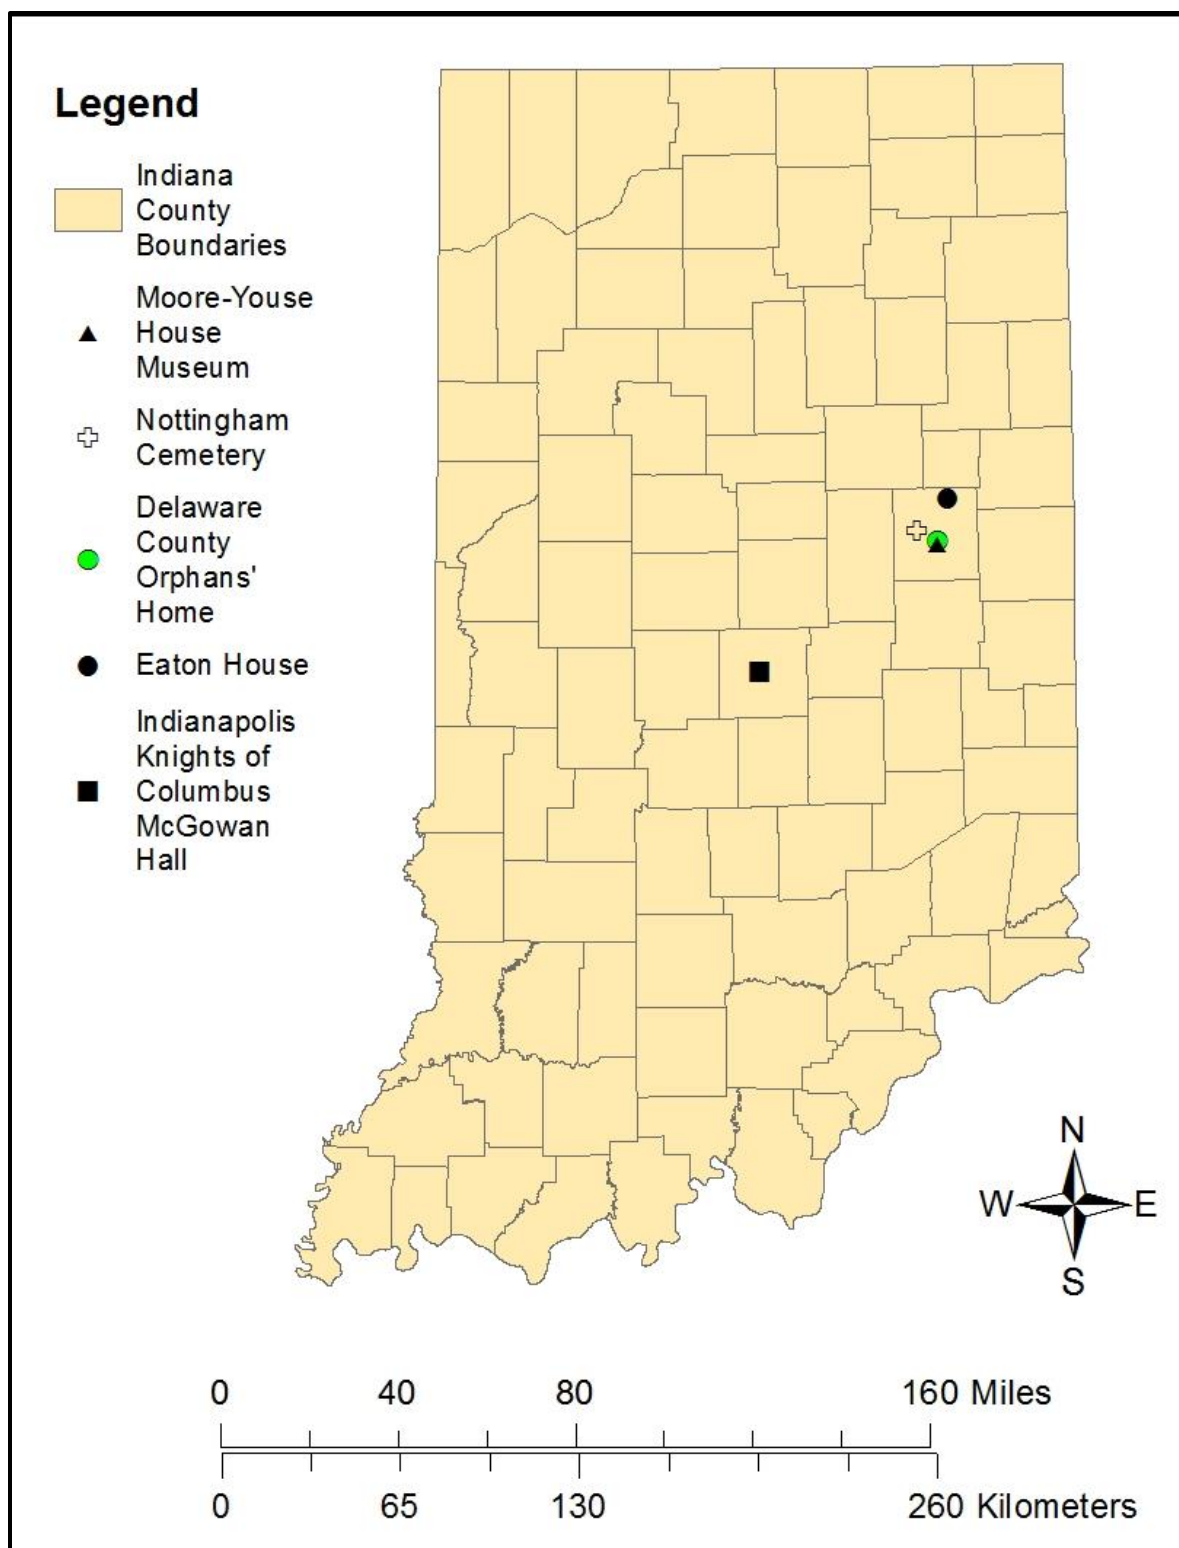 Legend
Indiana
County
Boundaries
Moore-Youse
House
Museum
Nottingham
Cemetery
Delaware
County
Orphans'
Home
Eaton House
Indianapolis
Knights of
Columbus
McGowan
Hall
N
W E
S
0 40 80 160 Miles
0 65 130 260 Kilometers